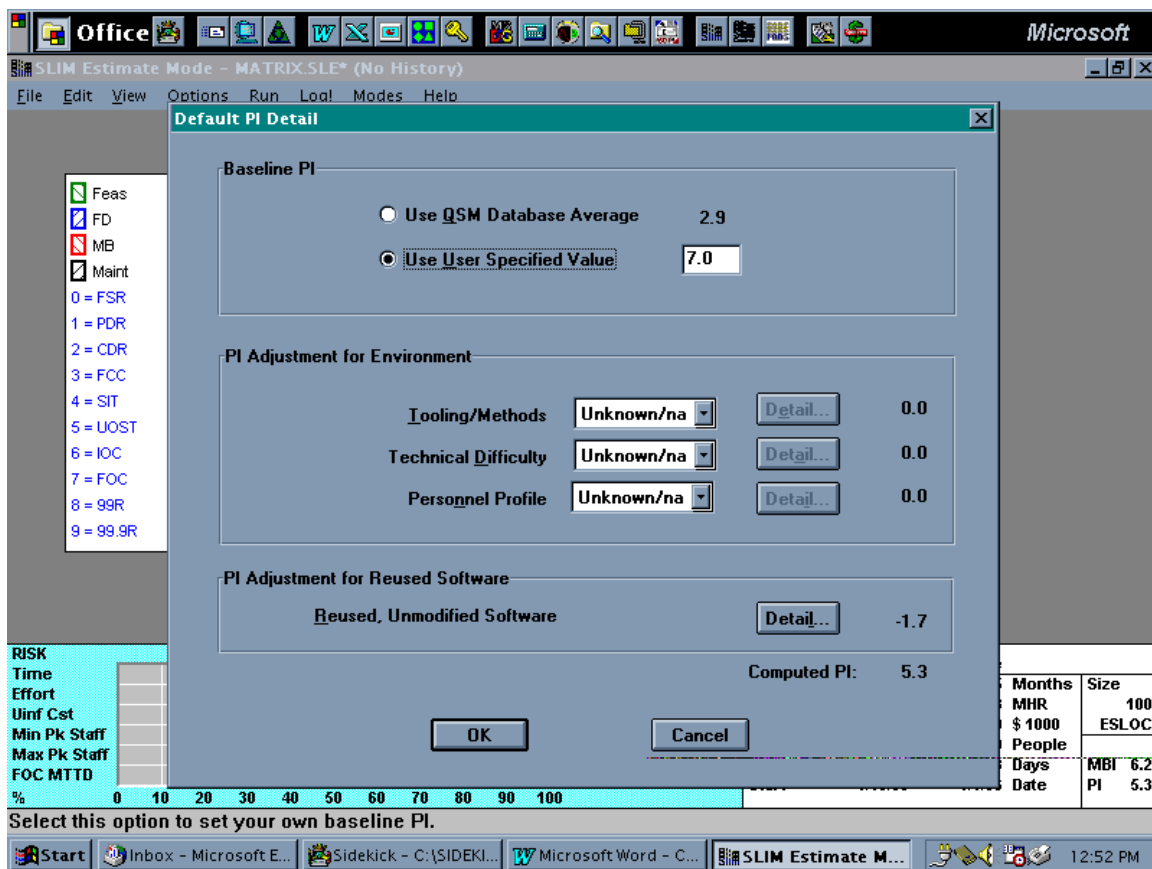 Office
Microsoft
SLIM Estimate Mode - MATRIX.SLE* (No History)
File Edit View Options Run Log! Modes Help
Default PI Detail
Baseline PI
Use QSM Database Average 2.9
Use User Specified Value 7.0
Feas
FD
MB
Maint
0 = FSR
1 = PDR
2 = CDR
3 = FCC
4 = SIT
5 = UOST
6 = IOC
7 = FOC
8 = 99R
9 = 99.9R
PI Adjustment for Environment
Tooling/Methods Unknown/na Detail... 0.0
Technical Difficulty Unknown/na Detail... 0.0
Personnel Profile Unknown/na Detail... 0.0
PI Adjustment for Reused Software
Reused, Unmodified Software Detail... -1.7
Computed PI: 5.3
OK Cancel
RISK
Time
Effort
Uinf Cst
Min Pk Staff
Max Pk Staff
FOC MTTD
% 0 10 20 30 40 50 60 70 80 90 100
Months Size
MHR 100
$ 1000 ESLOC
People
Days MBI 6.2
Date PI 5.3
Select this option to set your own baseline PI.
Start Inbox - Microsoft E... Sidekick - C:\SIDEKI... Microsoft Word - C... SLIM Estimate M... 12:52 PM